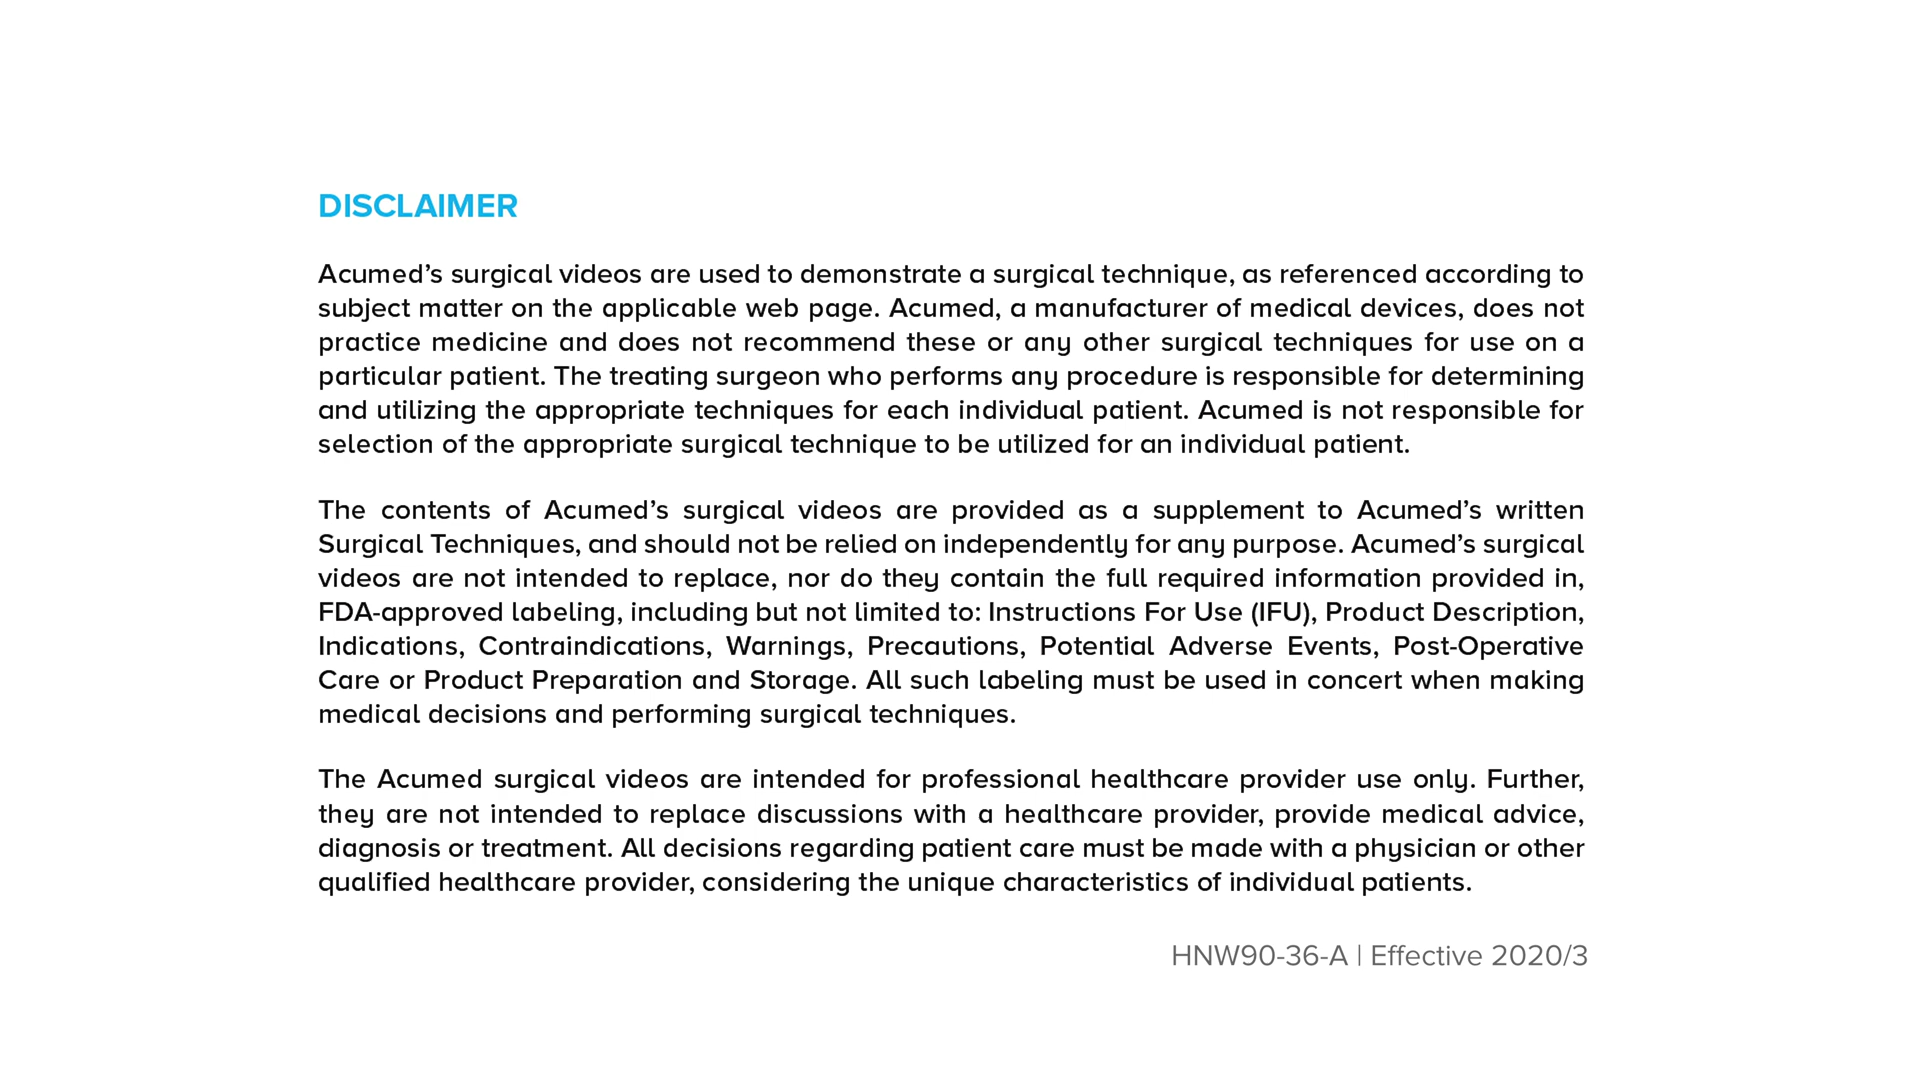 DISCLAIMER
Acumed’s surgical videos are used to demonstrate a surgical technique, as referenced according to
subject matter on the applicable web page. Acumed, a manufacturer of medical devices, does not
practice medicine and does not recommend these or any other surgical techniques for use on a
particular patient. The treating surgeon who performs any procedure is responsible for determining
and utilizing the appropriate techniques for each individual patient. Acumed is not responsible for
selection of the appropriate surgical technique to be utilized for an individual patient.
The contents of Acumed’s surgical videos are provided as a supplement to Acumed’s written
Surgical Techniques, and should not be relied on independently for any purpose. Acumed’s surgical
videos are not intended to replace, nor do they contain the full required information provided in,
FDA-approved labeling, including but not limited to: Instructions For Use (IFU), Product Description,
Indications, Contraindications, Warnings, Precautions, Potential Adverse Events, Post-Operative
Care or Product Preparation and Storage. All such labeling must be used in concert when making
medical decisions and performing surgical techniques.
The Acumed surgical videos are intended for professional healthcare provider use only. Further,
they are not intended to replace discussions with a healthcare provider, provide medical advice,
diagnosis or treatment. All decisions regarding patient care must be made with a physician or other
qualified healthcare provider, considering the unique characteristics of individual patients.
HNW90-36-A | Effective 2020/3